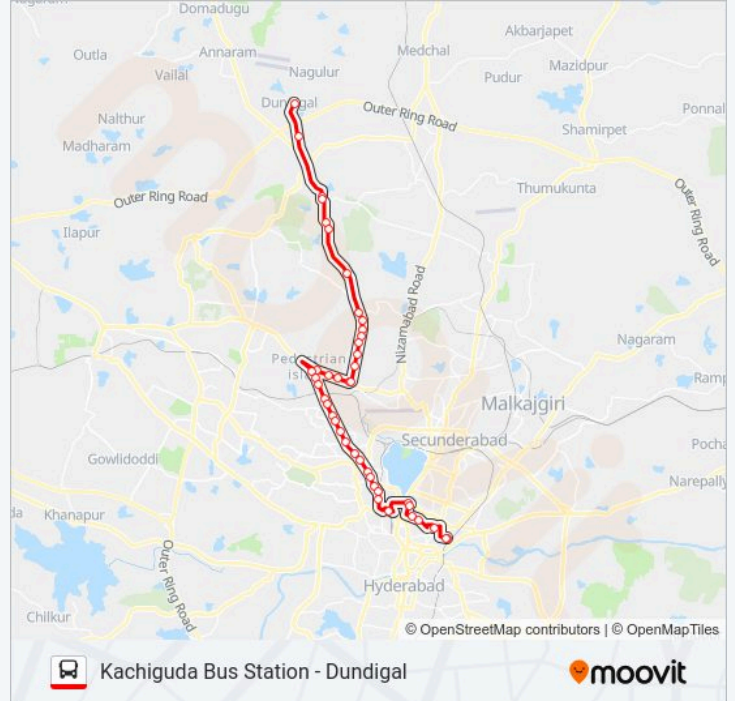 Nagaram
Domadugu
Akbarjapet
Outla
Annaram
Medchal
Mazidpur
Vailal
Nagulur
Pudur
Dundigal
Outer Ring Road
Ponnal
Nalthur
Shamirpet
Madharam
Thumukunta
Outer Ring Road
Outer Ring Road
Ilapur
Nizamabad Road
Nagaram
Pedestrian
Ramp
Malkajgiri
Secunderabad
Pocha
Gowlidoddi
Narepally
Khanapur
Outer Ring Road
Hyderabad
Chilkur
© OpenStreetMap contributors | © OpenMapTiles
Kachiguda Bus Station - Dundigal
moovit